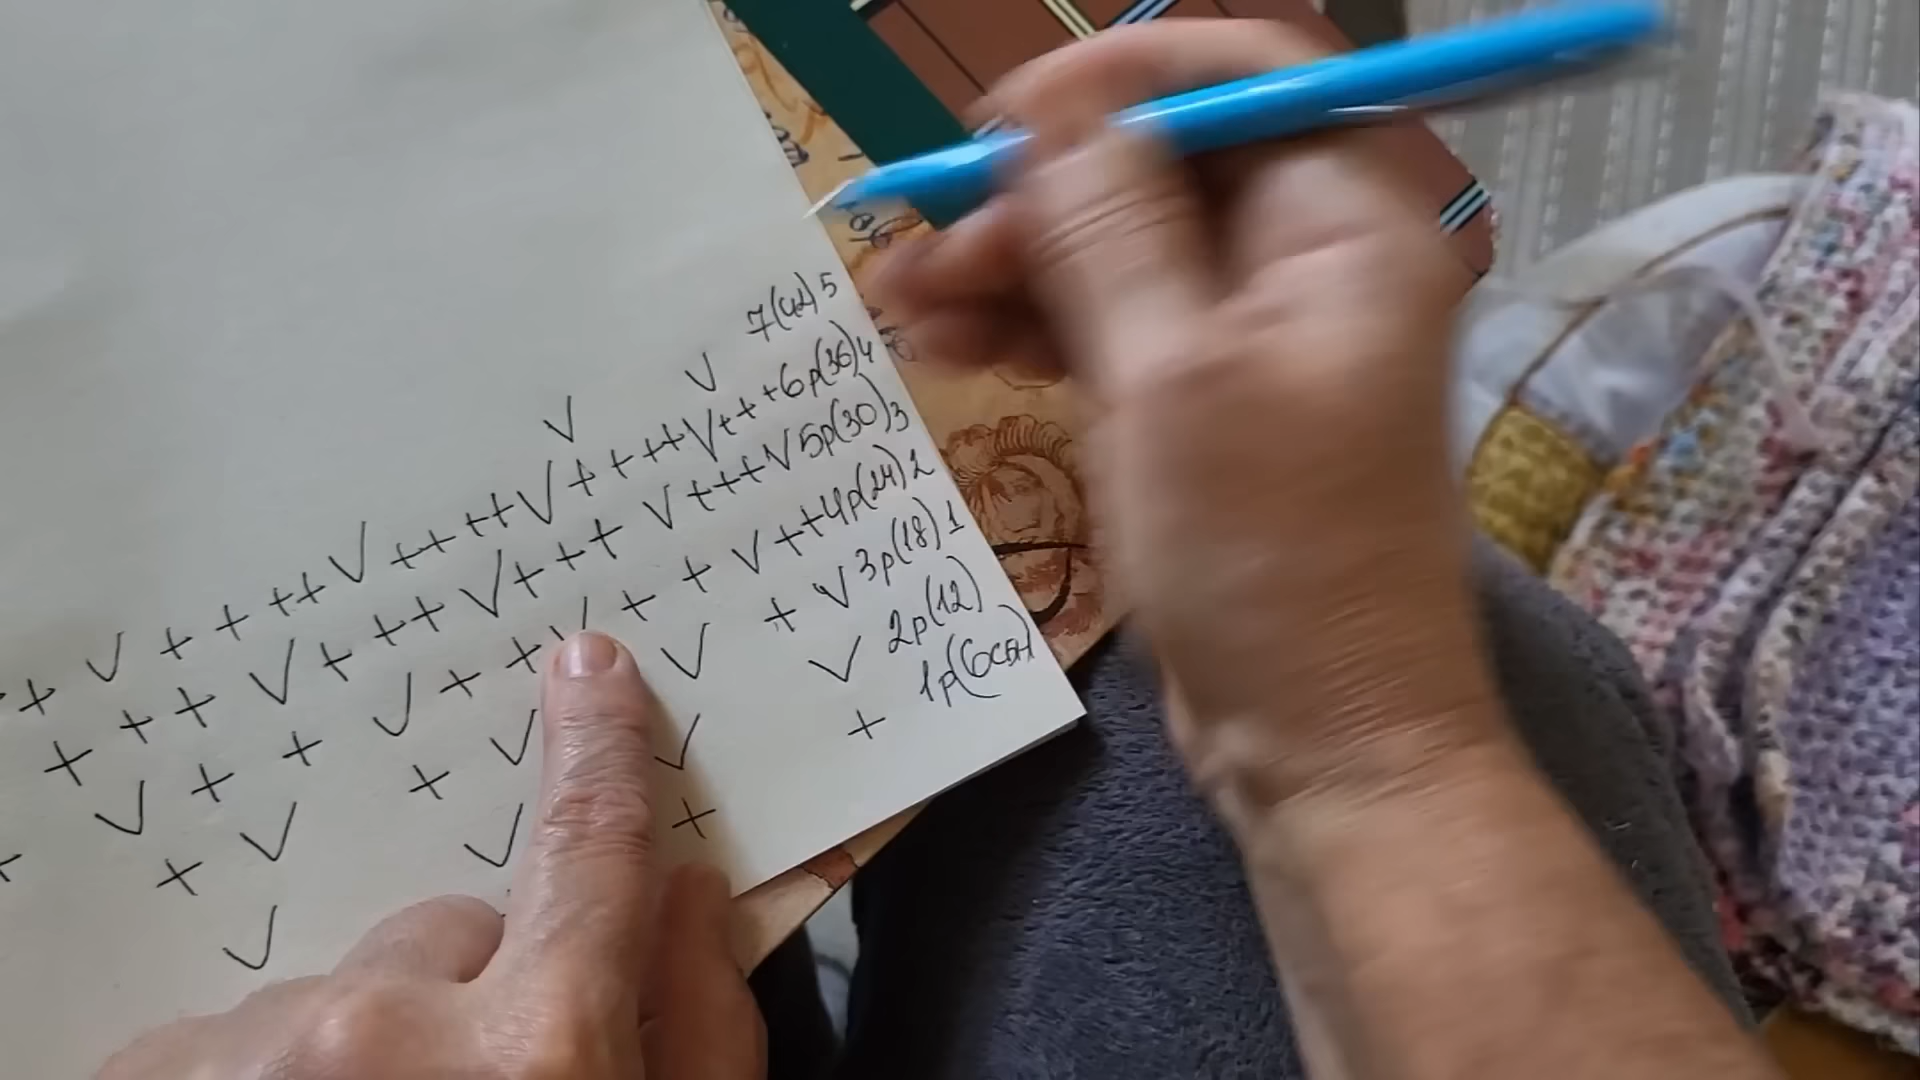 V V 7(42)5
+ V + + + + V + + + + V + + + + V + + + 6р(36)4
+ + + V + + + + V + + + V + + + V 5р(30)3
+ V + + V + + V + + V + + 4р(24)2
+ V + V V + V 3р(18)1
V V V V 2р(12)
+ + 1р(6сбн)